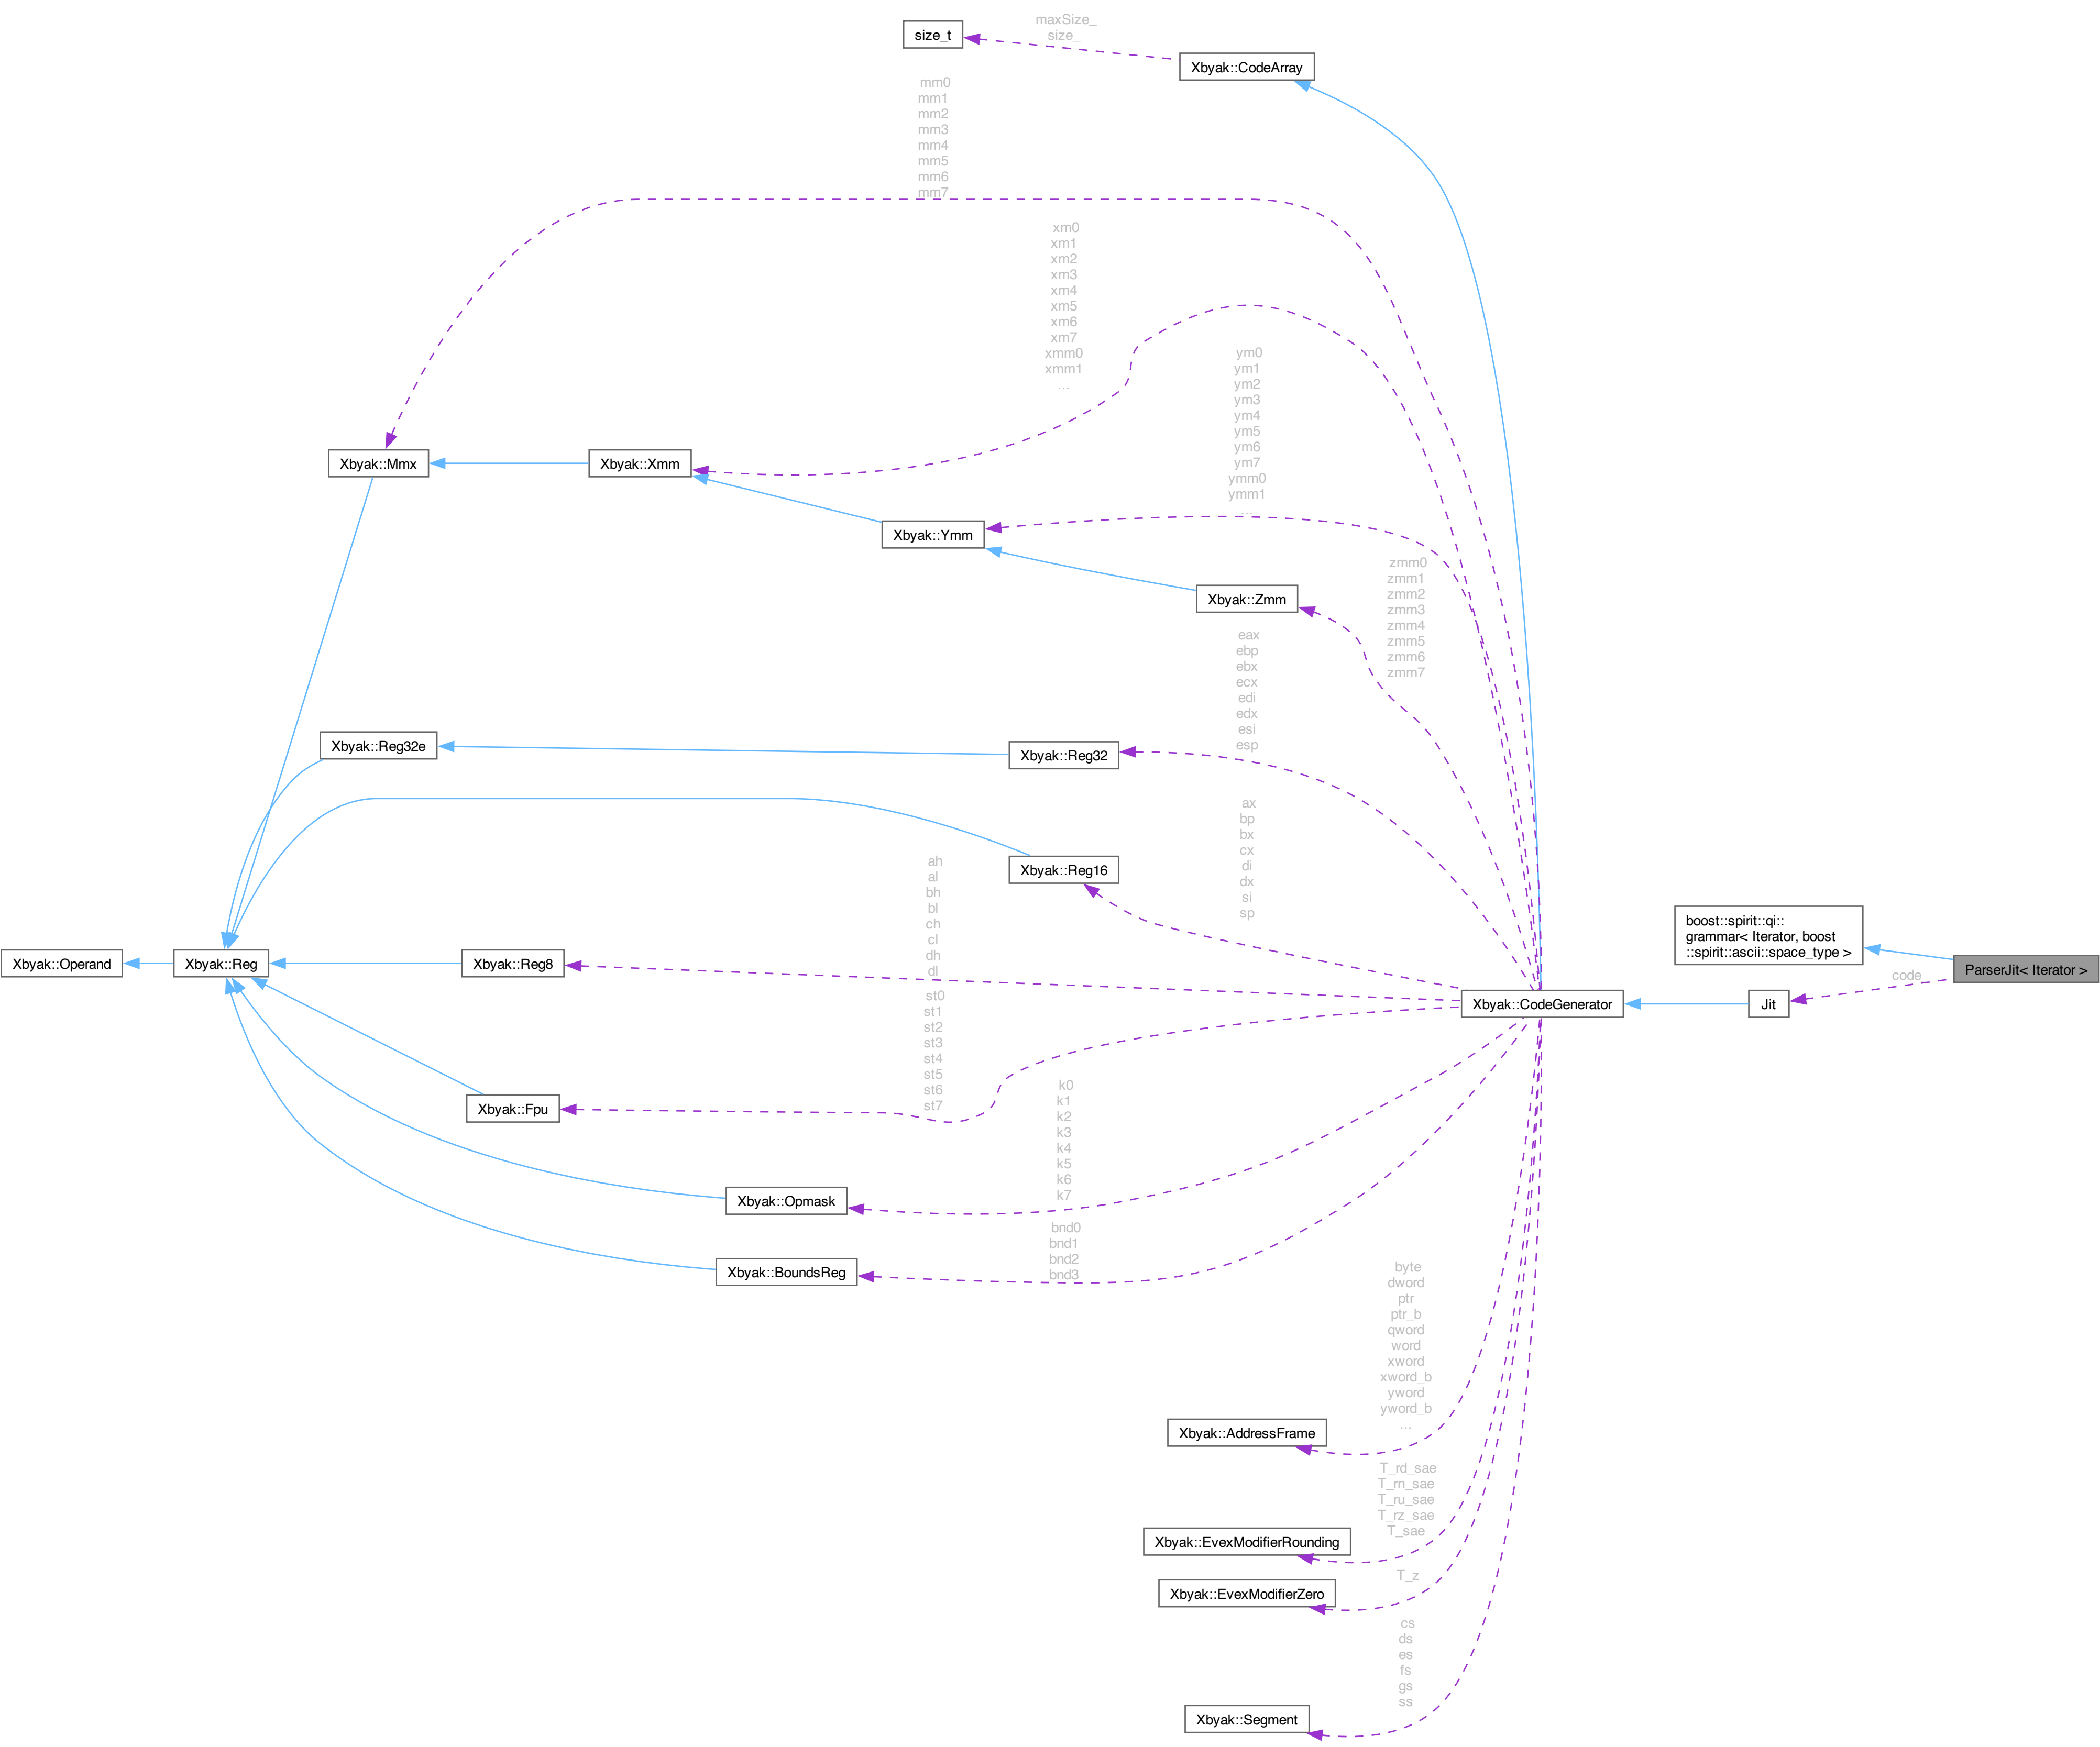 maxSize_
size_
size_t
Xbyak::CodeArray
mm0
mm1
mm2
mm3
mm4
mm5
mm6
mm7
xm0
xm1
xm2
xm3
xm4
xm5
xm6
xm7
xmm0
xmm1
...
ym0
ym1
ym2
ym3
ym4
ym5
ym6
ym7
ymm0
ymm1
...
Xbyak::Mmx
Xbyak::Xmm
Xbyak::Ymm
zmm0
zmm1
zmm2
zmm3
zmm4
zmm5
zmm6
zmm7
Xbyak::Zmm
eax
ebp
ebx
ecx
edi
edx
esi
esp
Xbyak::Reg32e
Xbyak::Reg32
ax
bp
bx
cx
di
dx
si
sp
Xbyak::Reg16
ah
al
bh
bl
ch
cl
dh
dl
boost::spirit::qi::
grammar< Iterator, boost
::spirit::ascii::space_type >
Xbyak::Operand
Xbyak::Reg
Xbyak::Reg8
ParserJit< Iterator >
code
st0
st1
st2
st3
st4
st5
st6
st7
Xbyak::CodeGenerator
Jit
Xbyak::Fpu
k0
k1
k2
k3
k4
k5
k6
k7
Xbyak::Opmask
bnd0
bnd1
bnd2
bnd3
Xbyak::BoundsReg
byte
dword
ptr
ptr_b
qword
word
xword
xword_b
yword
yword_b
...
Xbyak::AddressFrame
T_rd_sae
T_rn_sae
T_ru_sae
T_rz_sae
T_sae
Xbyak::EvexModifierRounding
T_z
Xbyak::EvexModifierZero
cs
ds
es
fs
gs
ss
Xbyak::Segment